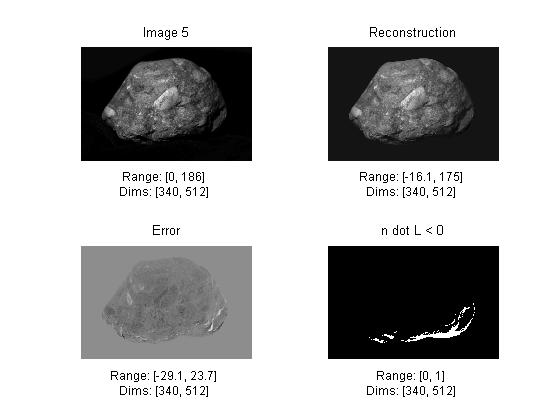 Image 5
Reconstruction
Range: [0, 186]
Dims: [340, 512]
Range: [-16.1, 175]
Dims: [340, 512]
Error
n dot L < 0
Range: [-29.1, 23.7]
Dims: [340, 512]
Range: [0, 1]
Dims: [340, 512]